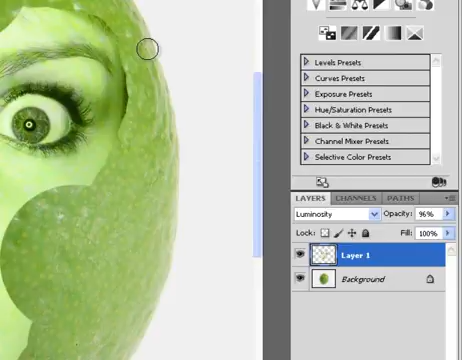 Levels Presets
Curves Presets
Exposure Presets
Hue/Saturation Presets
Black & White Presets
Channel Mixer Presets
Selective Color Presets
LAYERS CHANNELS PATHS
Luminosity Opacity: 96%
Lock: Fill: 100%
Layer 1
Background